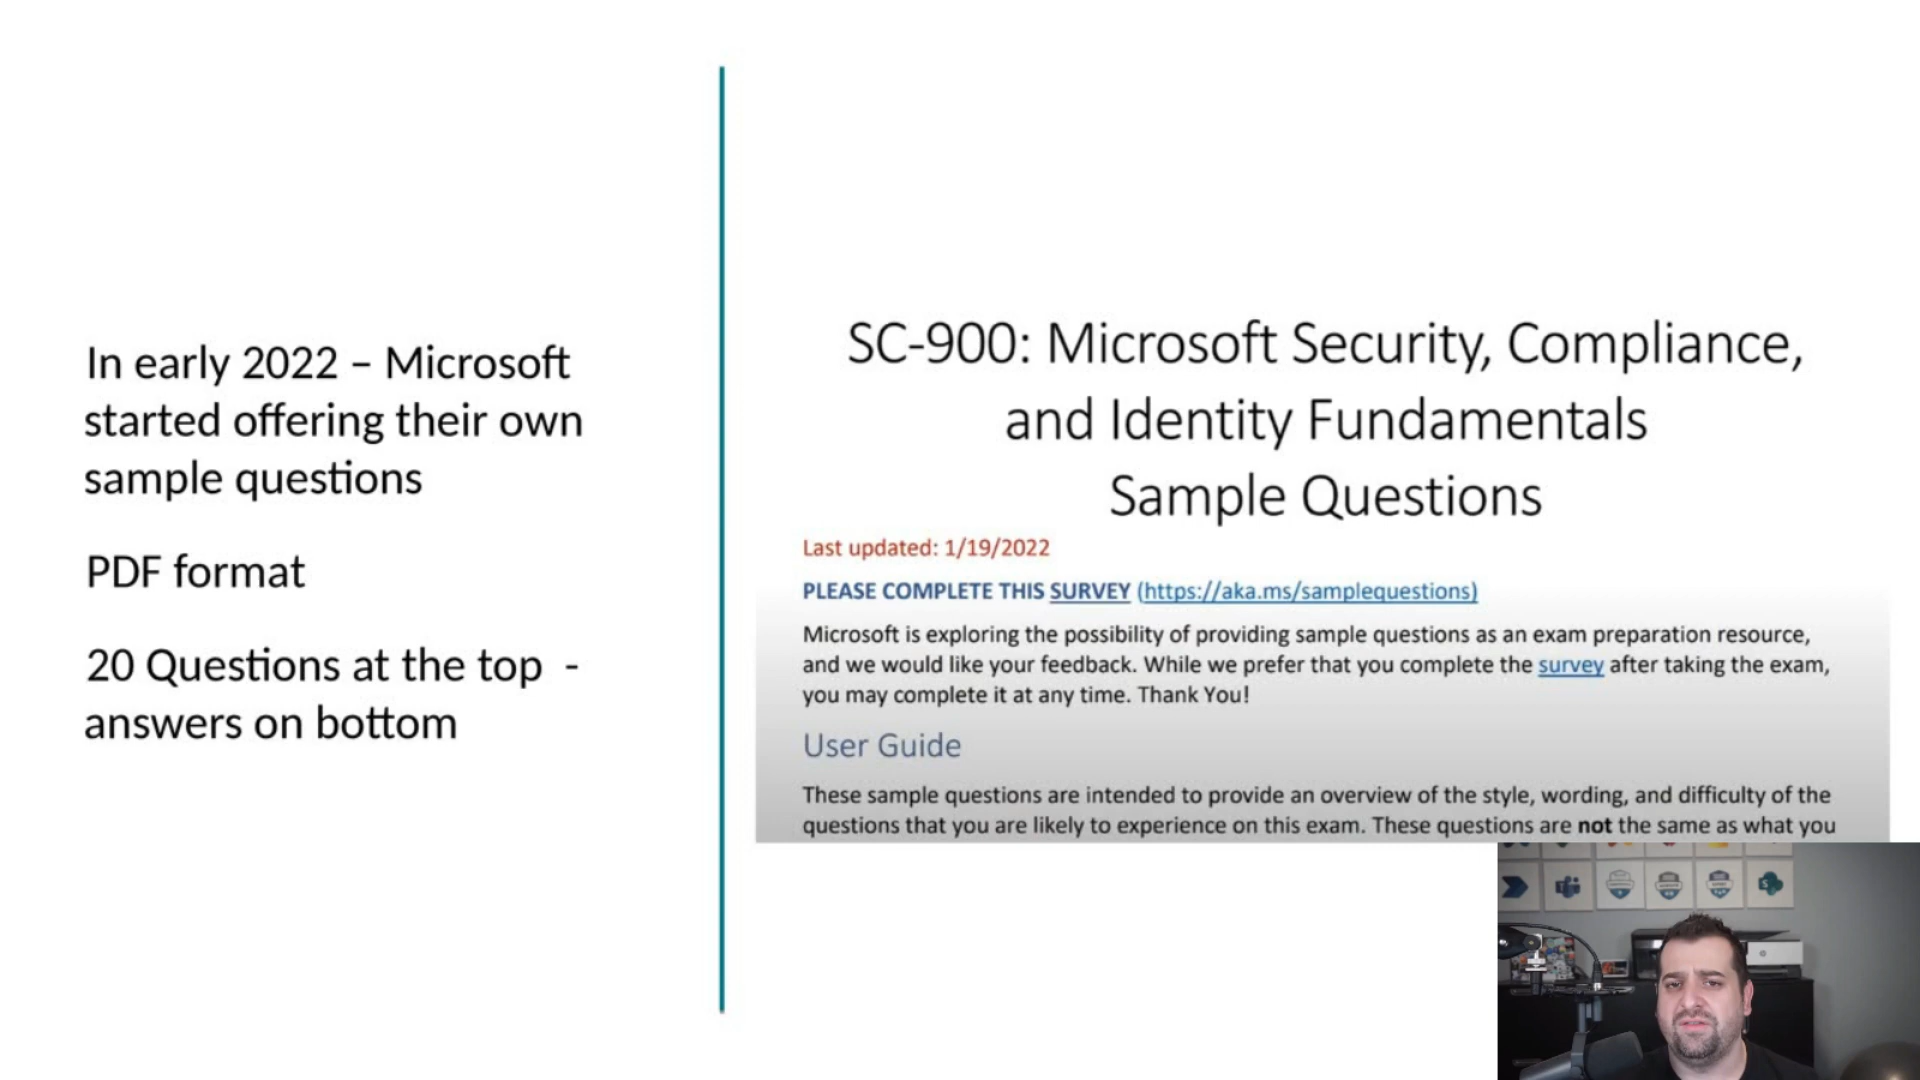 In early 2022 – Microsoft
started offering their own
sample questions
PDF format
20 Questions at the top  -
answers on bottom
SC-900: Microsoft Security, Compliance,
and Identity Fundamentals
Sample Questions
Last updated: 1/19/2022
PLEASE COMPLETE THIS SURVEY (https://aka.ms/samplequestions)
Microsoft is exploring the possibility of providing sample questions as an exam preparation resource,
and we would like your feedback. While we prefer that you complete the survey after taking the exam,
you may complete it at any time. Thank You!
User Guide
These sample questions are intended to provide an overview of the style, wording, and difficulty of the
questions that you are likely to experience on this exam. These questions are not the same as what you